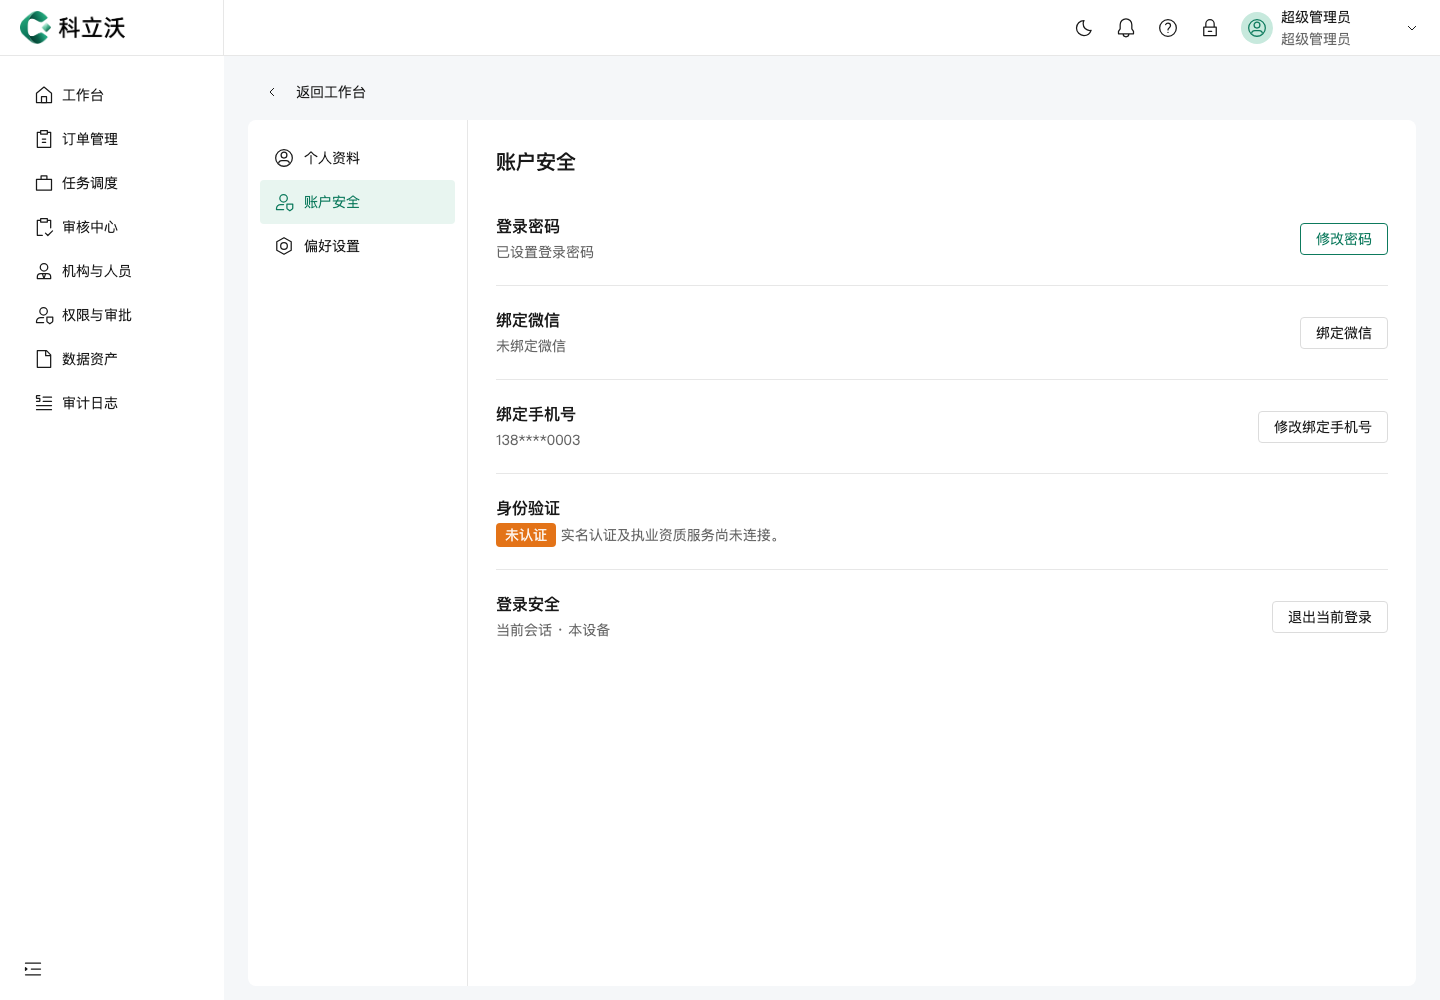 科立沃
超级管理员
超级管理员
工作台
订单管理
任务调度
审核中心
机构与人员
权限与审批
数据资产
审计日志
返回工作台
个人资料
账户安全
偏好设置
账户安全
登录密码
已设置登录密码
修改密码
绑定微信
未绑定微信
绑定微信
绑定手机号
138****0003
修改绑定手机号
身份验证
未认证 实名认证及执业资质服务尚未连接。
登录安全
当前会话 · 本设备
退出当前登录